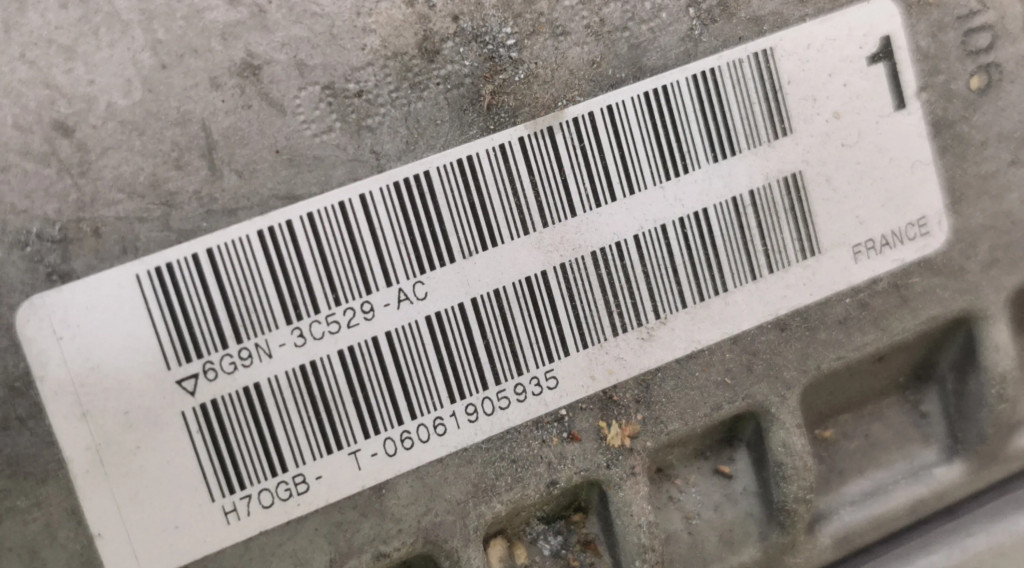 1
▽6G9N-3C529-AC
FRANCE
H7OGB- T-06061905935